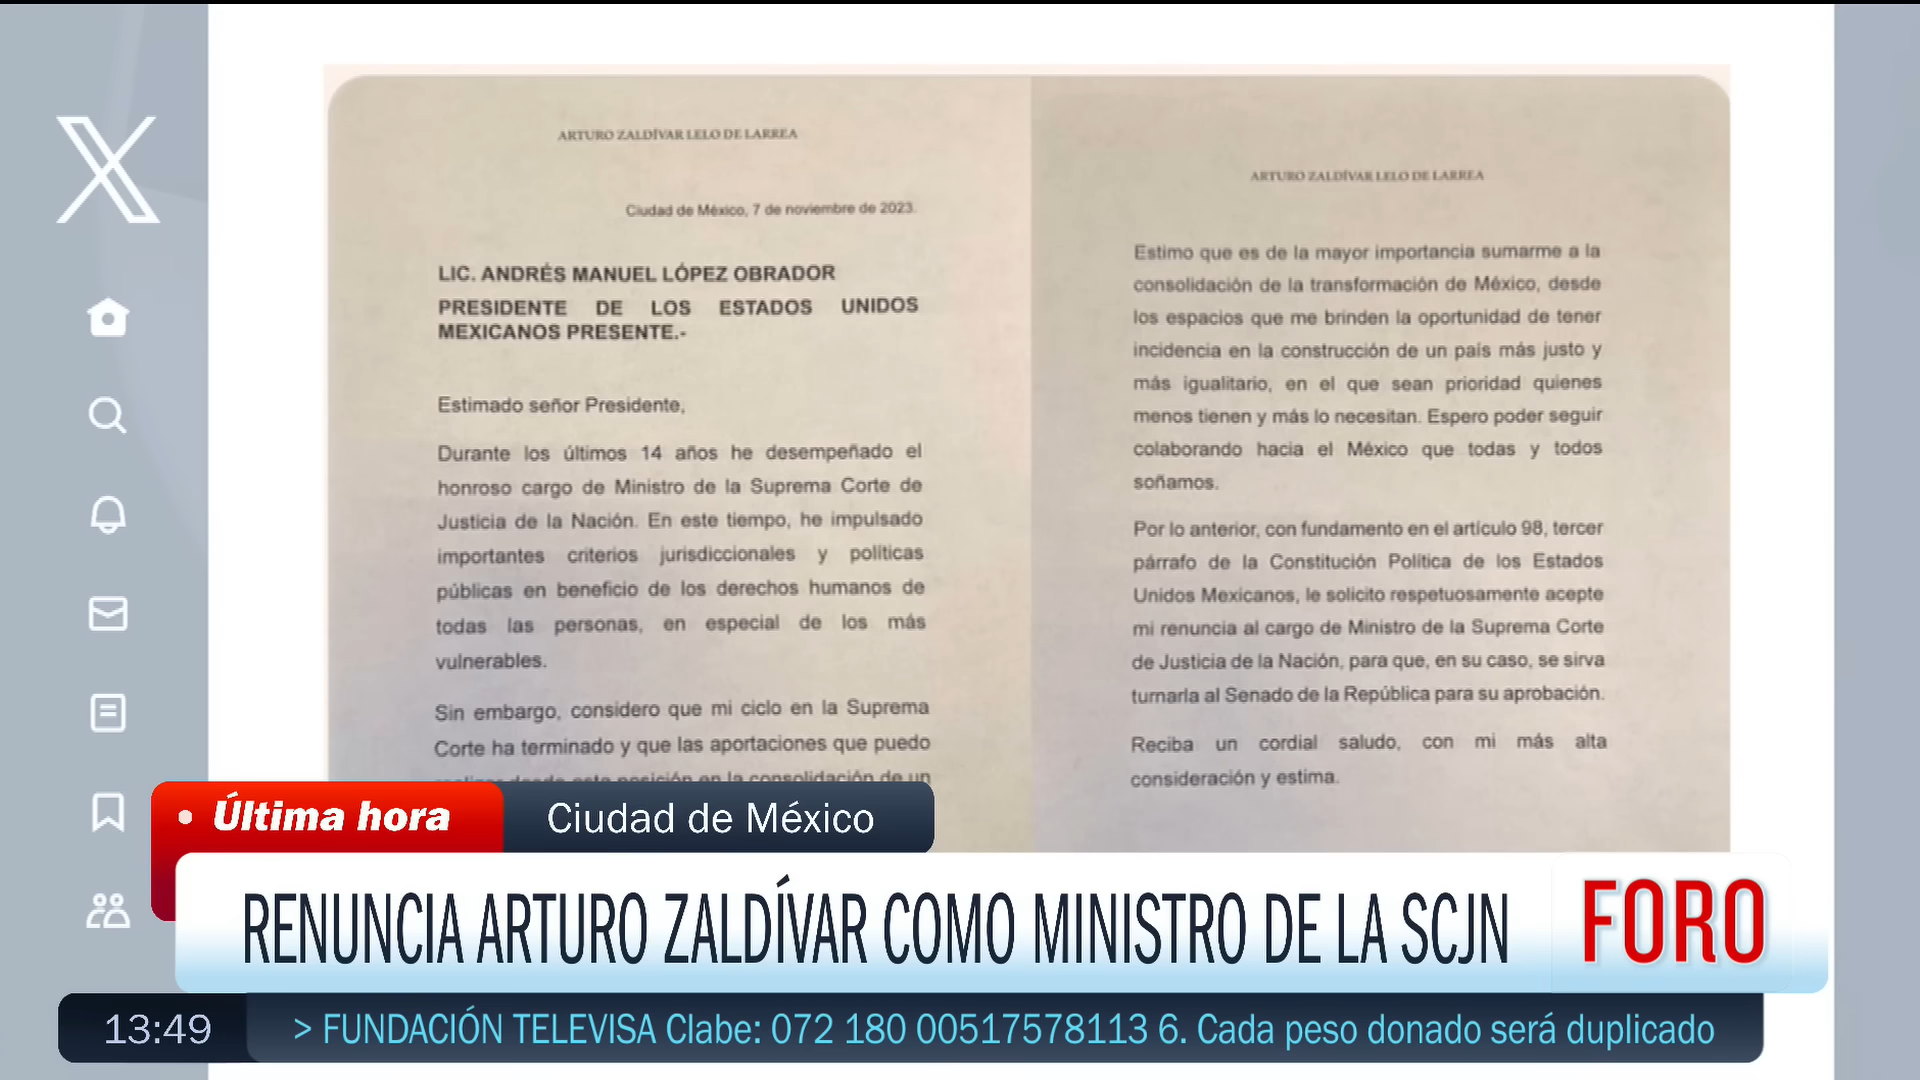 ARTURO ZALDÍVAR LELO DE LARREA
Ciudad de México, 7 de noviembre de 2023.
LIC. ANDRÉS MANUEL LÓPEZ OBRADOR
PRESIDENTE DE LOS ESTADOS UNIDOS
MEXICANOS PRESENTE.-
Estimado señor Presidente,
Durante los últimos 14 años he desempeñado el
honroso cargo de Ministro de la Suprema Corte de
Justicia de la Nación. En este tiempo, he impulsado
importantes criterios jurisdiccionales y políticas
públicas en beneficio de los derechos humanos de
todas las personas, en especial de los más
vulnerables.
Sin embargo, considero que mi ciclo en la Suprema
Corte ha terminado y que las aportaciones que puedo
realizar desde esta posición en la consolidación de un
ARTURO ZALDÍVAR LELO DE LARREA
Estimo que es de la mayor importancia sumarme a la
consolidación de la transformación de México, desde
los espacios que me brinden la oportunidad de tener
incidencia en la construcción de un país más justo y
más igualitario, en el que sean prioridad quienes
menos tienen y más lo necesitan. Espero poder seguir
colaborando hacia el México que todas y todos
soñamos.
Por lo anterior, con fundamento en el artículo 98, tercer
párrafo de la Constitución Política de los Estados
Unidos Mexicanos, le solicito respetuosamente acepte
mi renuncia al cargo de Ministro de la Suprema Corte
de Justicia de la Nación, para que, en su caso, se sirva
turnarla al Senado de la República para su aprobación.
Reciba un cordial saludo, con mi más alta
consideración y estima.
• Última hora
Ciudad de México
RENUNCIA ARTURO ZALDÍVAR COMO MINISTRO DE LA SCJN
FORO
13:49
> FUNDACIÓN TELEVISA Clabe: 072 180 00517578113 6. Cada peso donado será duplicado